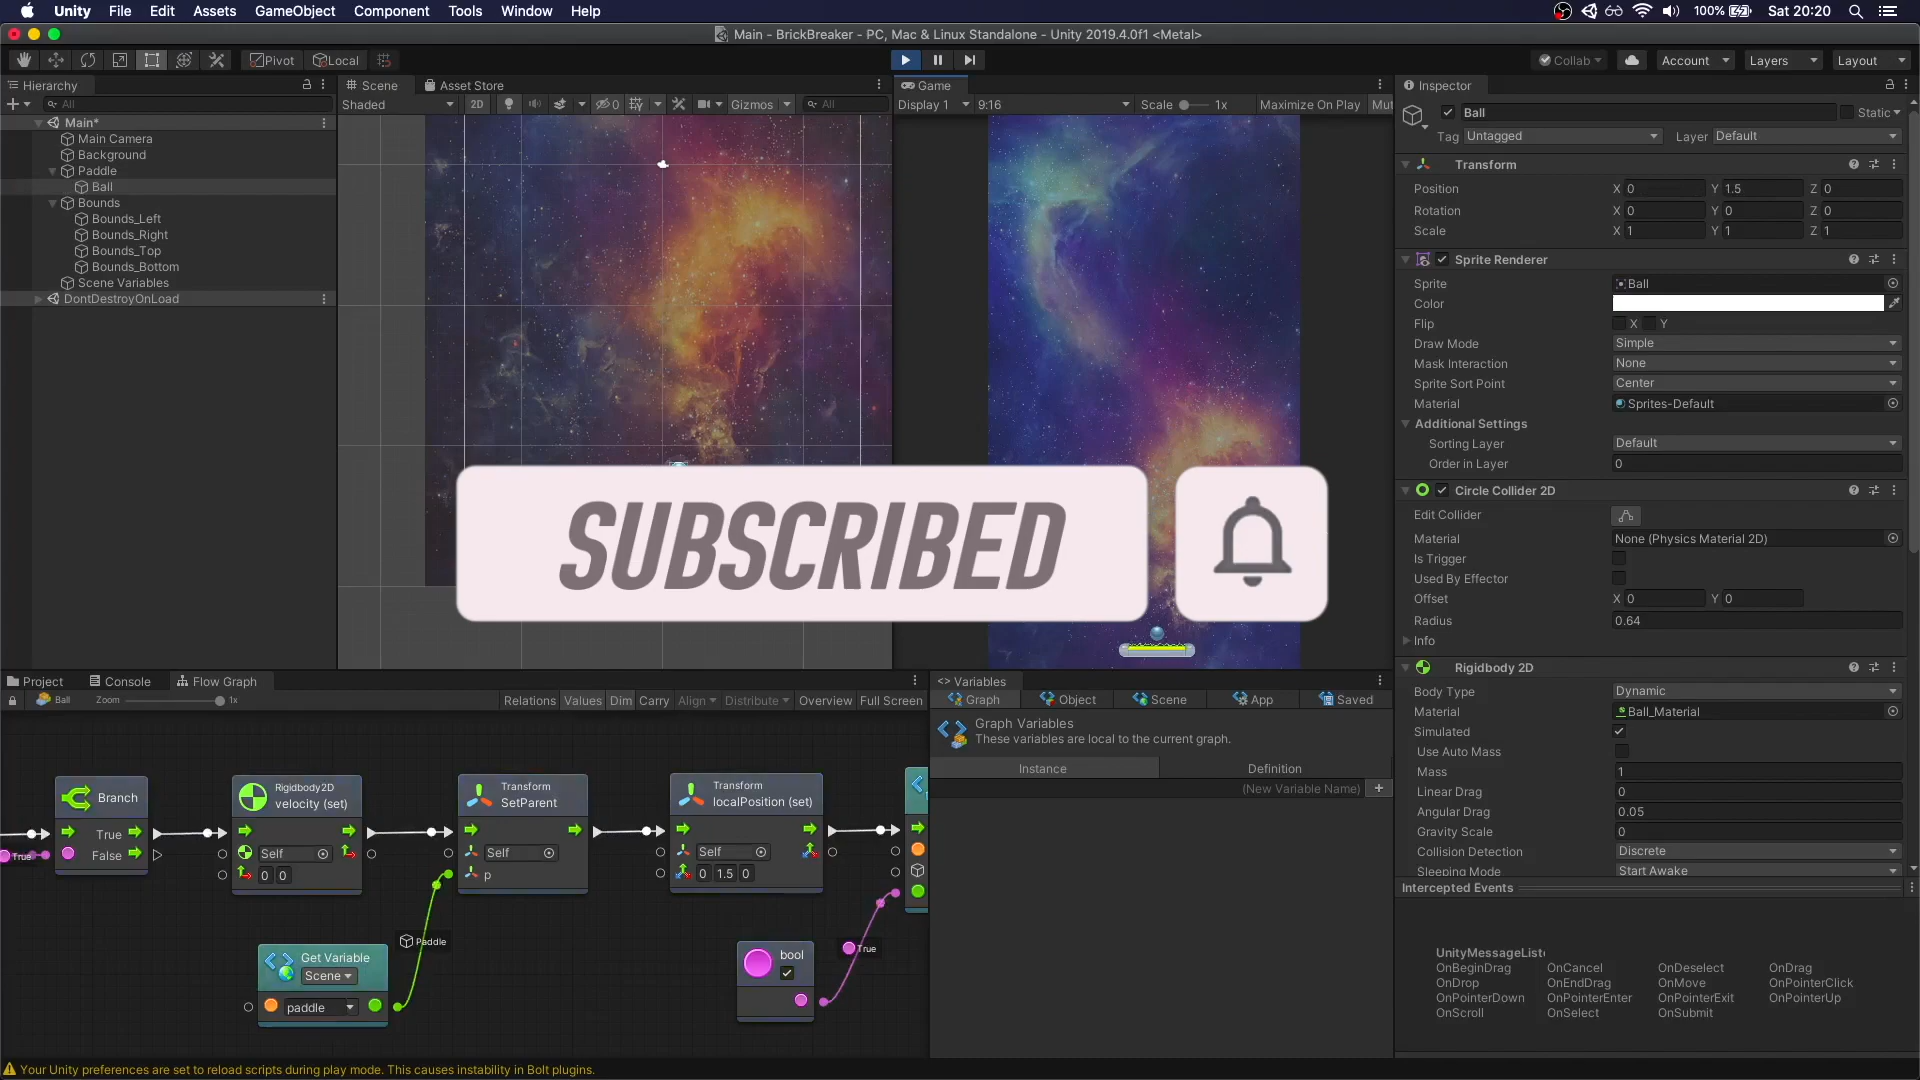 Unity File Edit Assets GameObject Component Tools Window Help
100% Sat 20:20
Main - BrickBreaker - PC, Mac & Linux Standalone - Unity 2019.4.0f1 <Metal>
Pivot Local
Collab Account Layers Layout
Hierarchy
All
Main*
Main Camera
Background
Paddle
Ball
Bounds
Bounds_Left
Bounds_Right
Bounds_Top
Bounds_Bottom
Scene Variables
DontDestroyOnLoad
Scene Asset Store
Shaded 2D 0 Gizmos All
Game
Display 1 9:16 Scale 1x Maximize On Play Mut
SUBSCRIBED
Inspector
Ball Static
Tag Untagged Layer Default
Transform
Position X 0 Y 1.5 Z 0
Rotation X 0 Y 0 Z 0
Scale X 1 Y 1 Z 1
Sprite Renderer
Sprite Ball
Color
Flip X Y
Draw Mode Simple
Mask Interaction None
Sprite Sort Point Center
Material Sprites-Default
Additional Settings
Sorting Layer Default
Order in Layer 0
Circle Collider 2D
Edit Collider
Material None (Physics Material 2D)
Is Trigger
Used By Effector
Offset X 0 Y 0
Radius 0.64
Info
Rigidbody 2D
Body Type Dynamic
Material Ball_Material
Simulated
Use Auto Mass
Mass 1
Linear Drag 0
Angular Drag 0.05
Gravity Scale 0
Collision Detection Discrete
Sleeping Mode Start Awake
Intercepted Events
UnityMessageListe
OnBeginDrag OnCancel OnDeselect OnDrag
OnDrop OnEndDrag OnMove OnPointerClick
OnPointerDown OnPointerEnter OnPointerExit OnPointerUp
OnScroll OnSelect OnSubmit
Project Console Flow Graph
Ball Zoom 1x Relations Values Dim Carry Align Distribute Overview Full Screen
Branch
True
False
True
Rigidbody2D
velocity (set)
Self
0 0
Transform
SetParent
Self
p
Transform
localPosition (set)
Self
0 1.5 0
Get Variable
Scene
paddle
Paddle
bool
True
<> Variables
Graph Object Scene App Saved
Graph Variables
These variables are local to the current graph.
Instance Definition
(New Variable Name) +
Your Unity preferences are set to reload scripts during play mode. This causes instability in Bolt plugins.